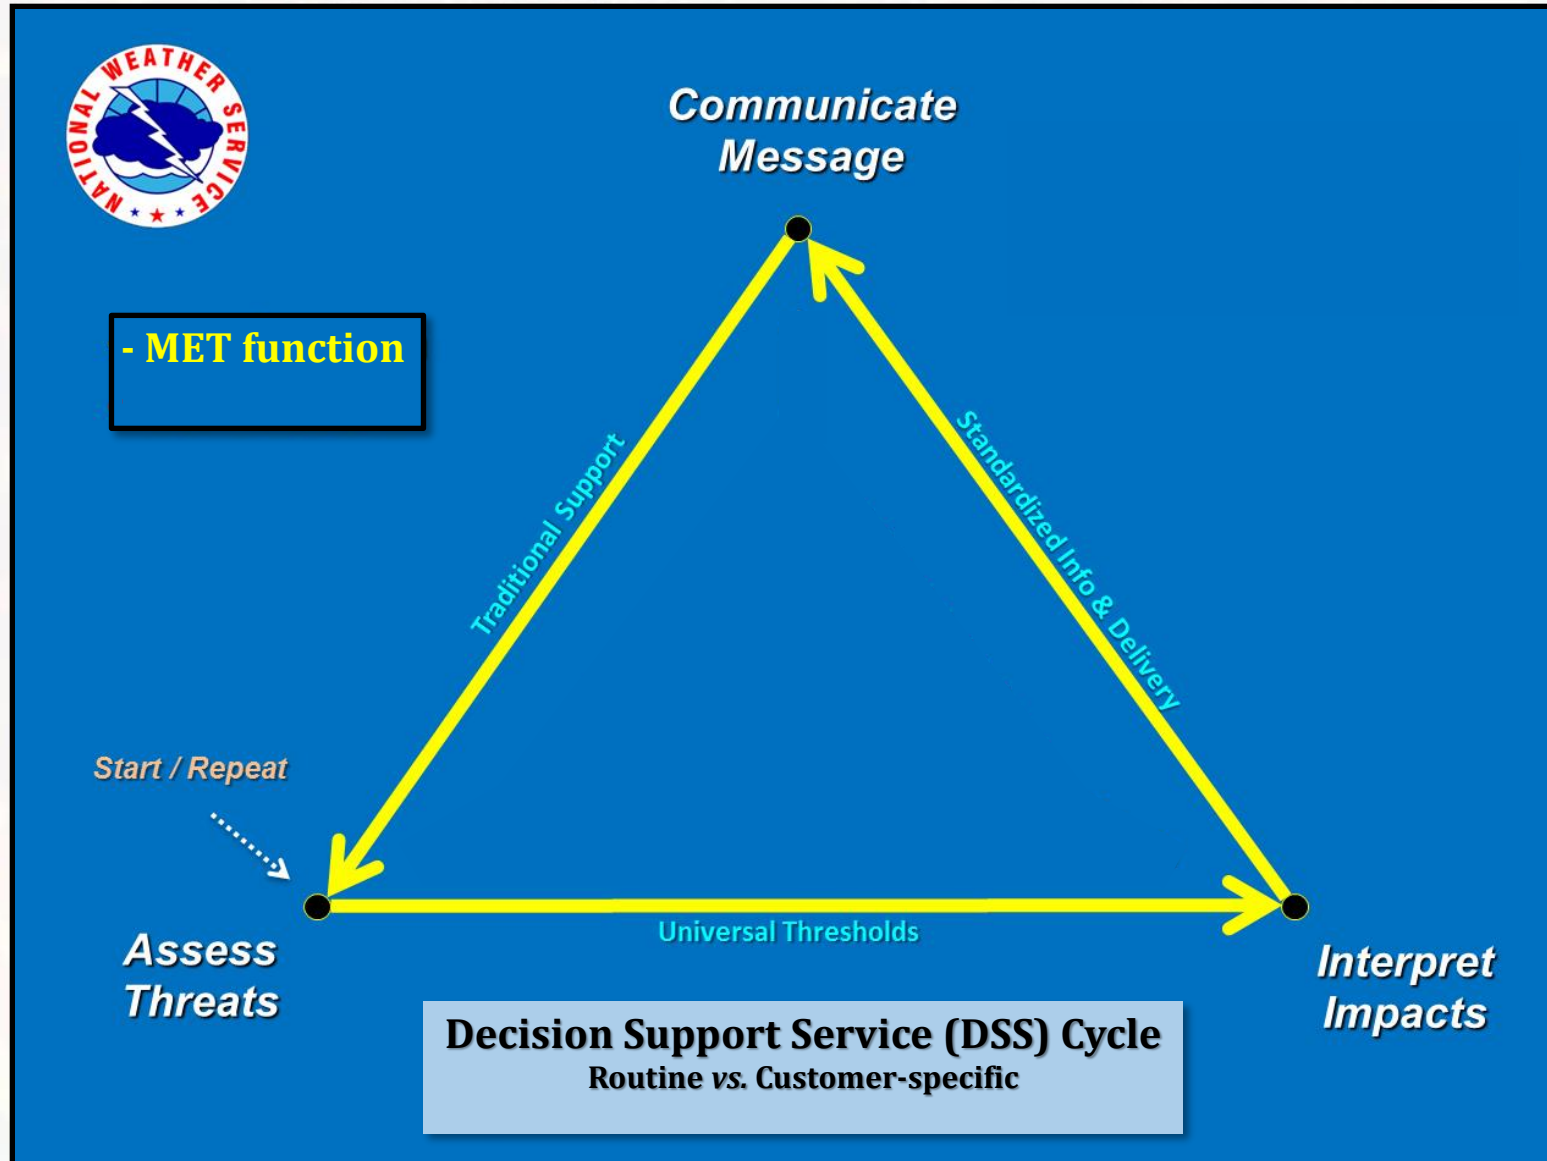 NATIONAL WEATHER SERVICE
Communicate
Message
- MET function
Traditional Support
Standardized Info & Delivery
Start / Repeat
Universal Thresholds
Assess
Threats
Interpret
Impacts
Decision Support Service (DSS) Cycle
Routine vs. Customer-specific